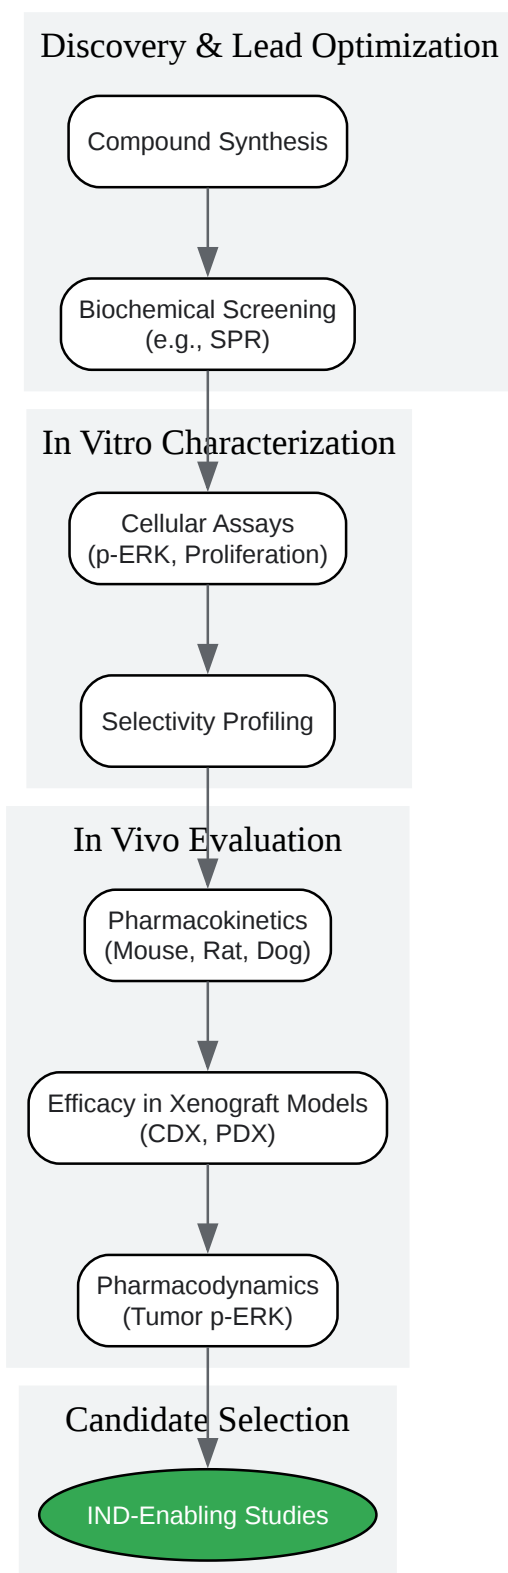 Discovery & Lead Optimization
Compound Synthesis
Biochemical Screening
(e.g., SPR)
In Vitro Characterization
Cellular Assays
(p-ERK, Proliferation)
Selectivity Profiling
In Vivo Evaluation
Pharmacokinetics
(Mouse, Rat, Dog)
Efficacy in Xenograft Models
(CDX, PDX)
Pharmacodynamics
(Tumor p-ERK)
Candidate Selection
IND-Enabling Studies